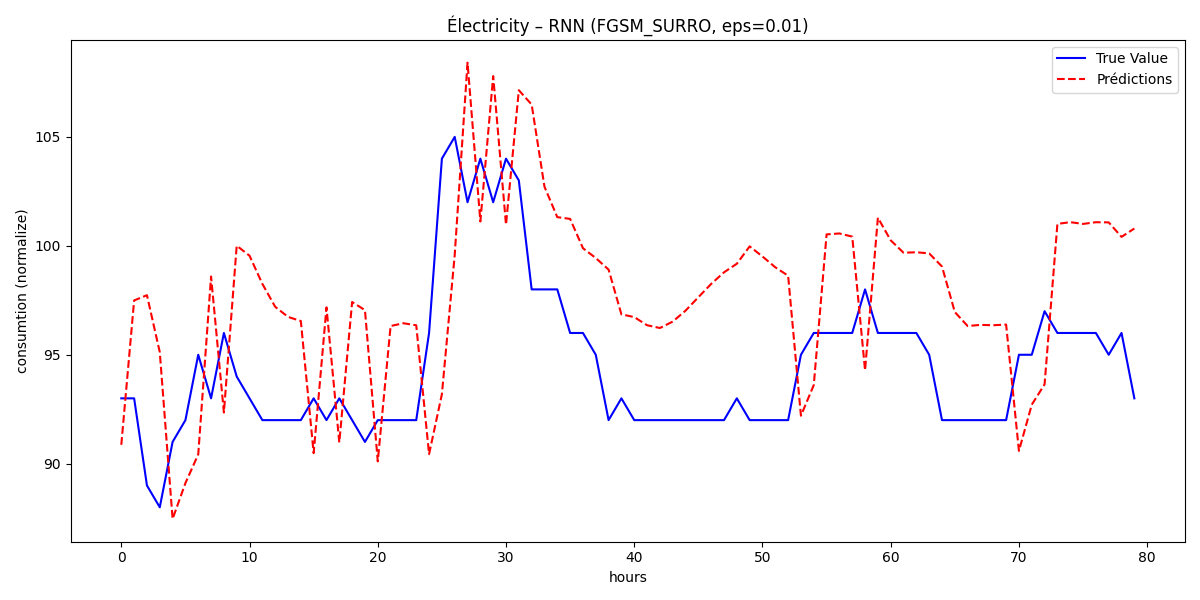 Électricity – RNN (FGSM_SURRO, eps=0.01)
True Value
Prédictions
consumtion (normalize)
105
100
95
90
0 10 20 30 40 50 60 70 80
hours